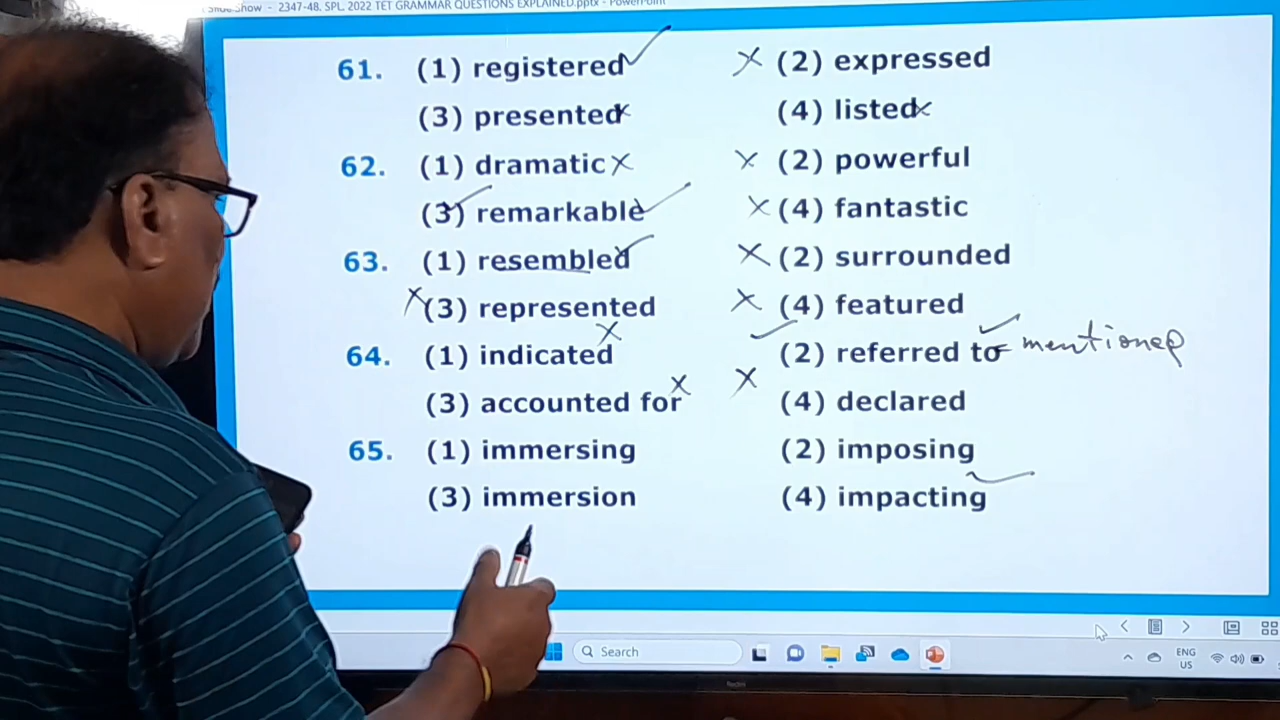 Slide Show - 2347-48. SPL. 2022 TET GRAMMAR QUESTIONS EXPLAINED.pptx - PowerPoint
61. (1) registered (2) expressed
(3) presented (4) listed
62. (1) dramatic (2) powerful
(3) remarkable (4) fantastic
63. (1) resembled (2) surrounded
(3) represented (4) featured
64. (1) indicated (2) referred to - mentioned
(3) accounted for (4) declared
65. (1) immersing (2) imposing
(3) immersion (4) impacting
Search
ENG
US
Redmi